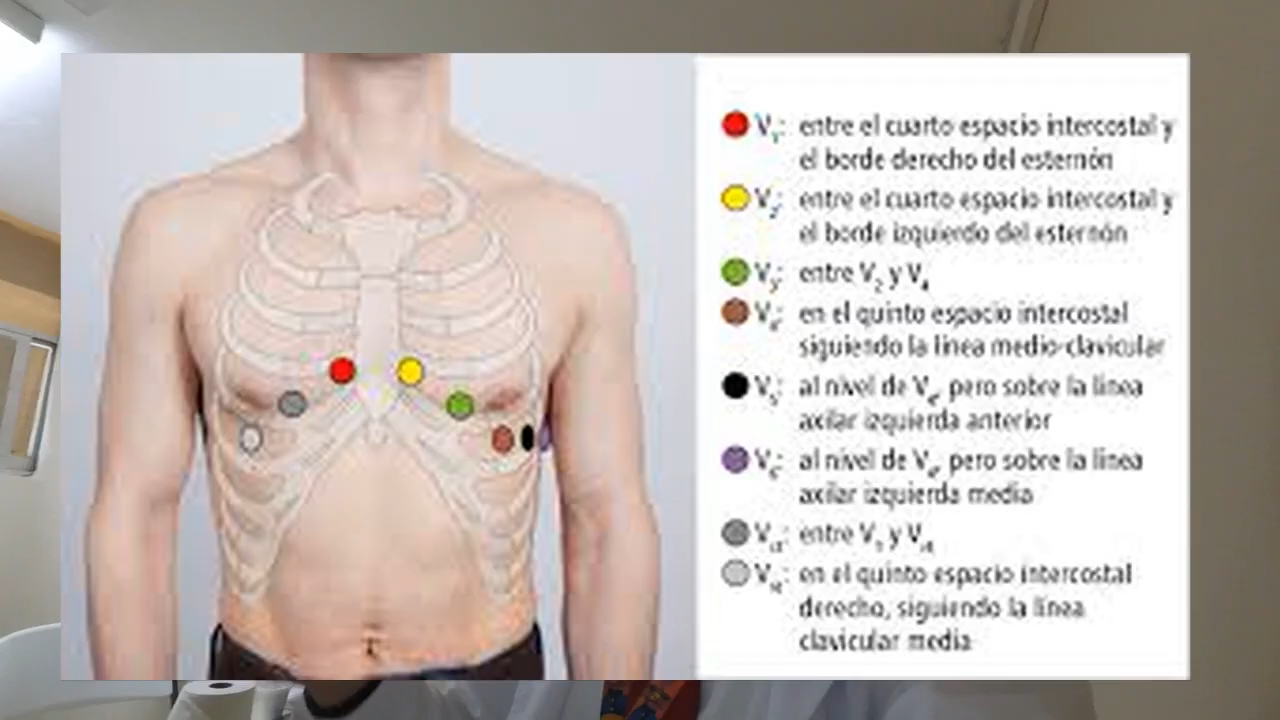 V₁: entre el cuarto espacio intercostal y
el borde derecho del esternón
V₂: entre el cuarto espacio intercostal y
el borde izquierdo del esternón
V₃: entre V₂ y V₄
V₄: en el quinto espacio intercostal
siguiendo la línea medio-clavicular
V₅: al nivel de V₄, pero sobre la línea
axilar izquierda anterior
V₆: al nivel de V₄, pero sobre la línea
axilar izquierda media
entre V₁ y
en el quinto espacio intercostal
derecho, siguiendo la línea
clavicular media